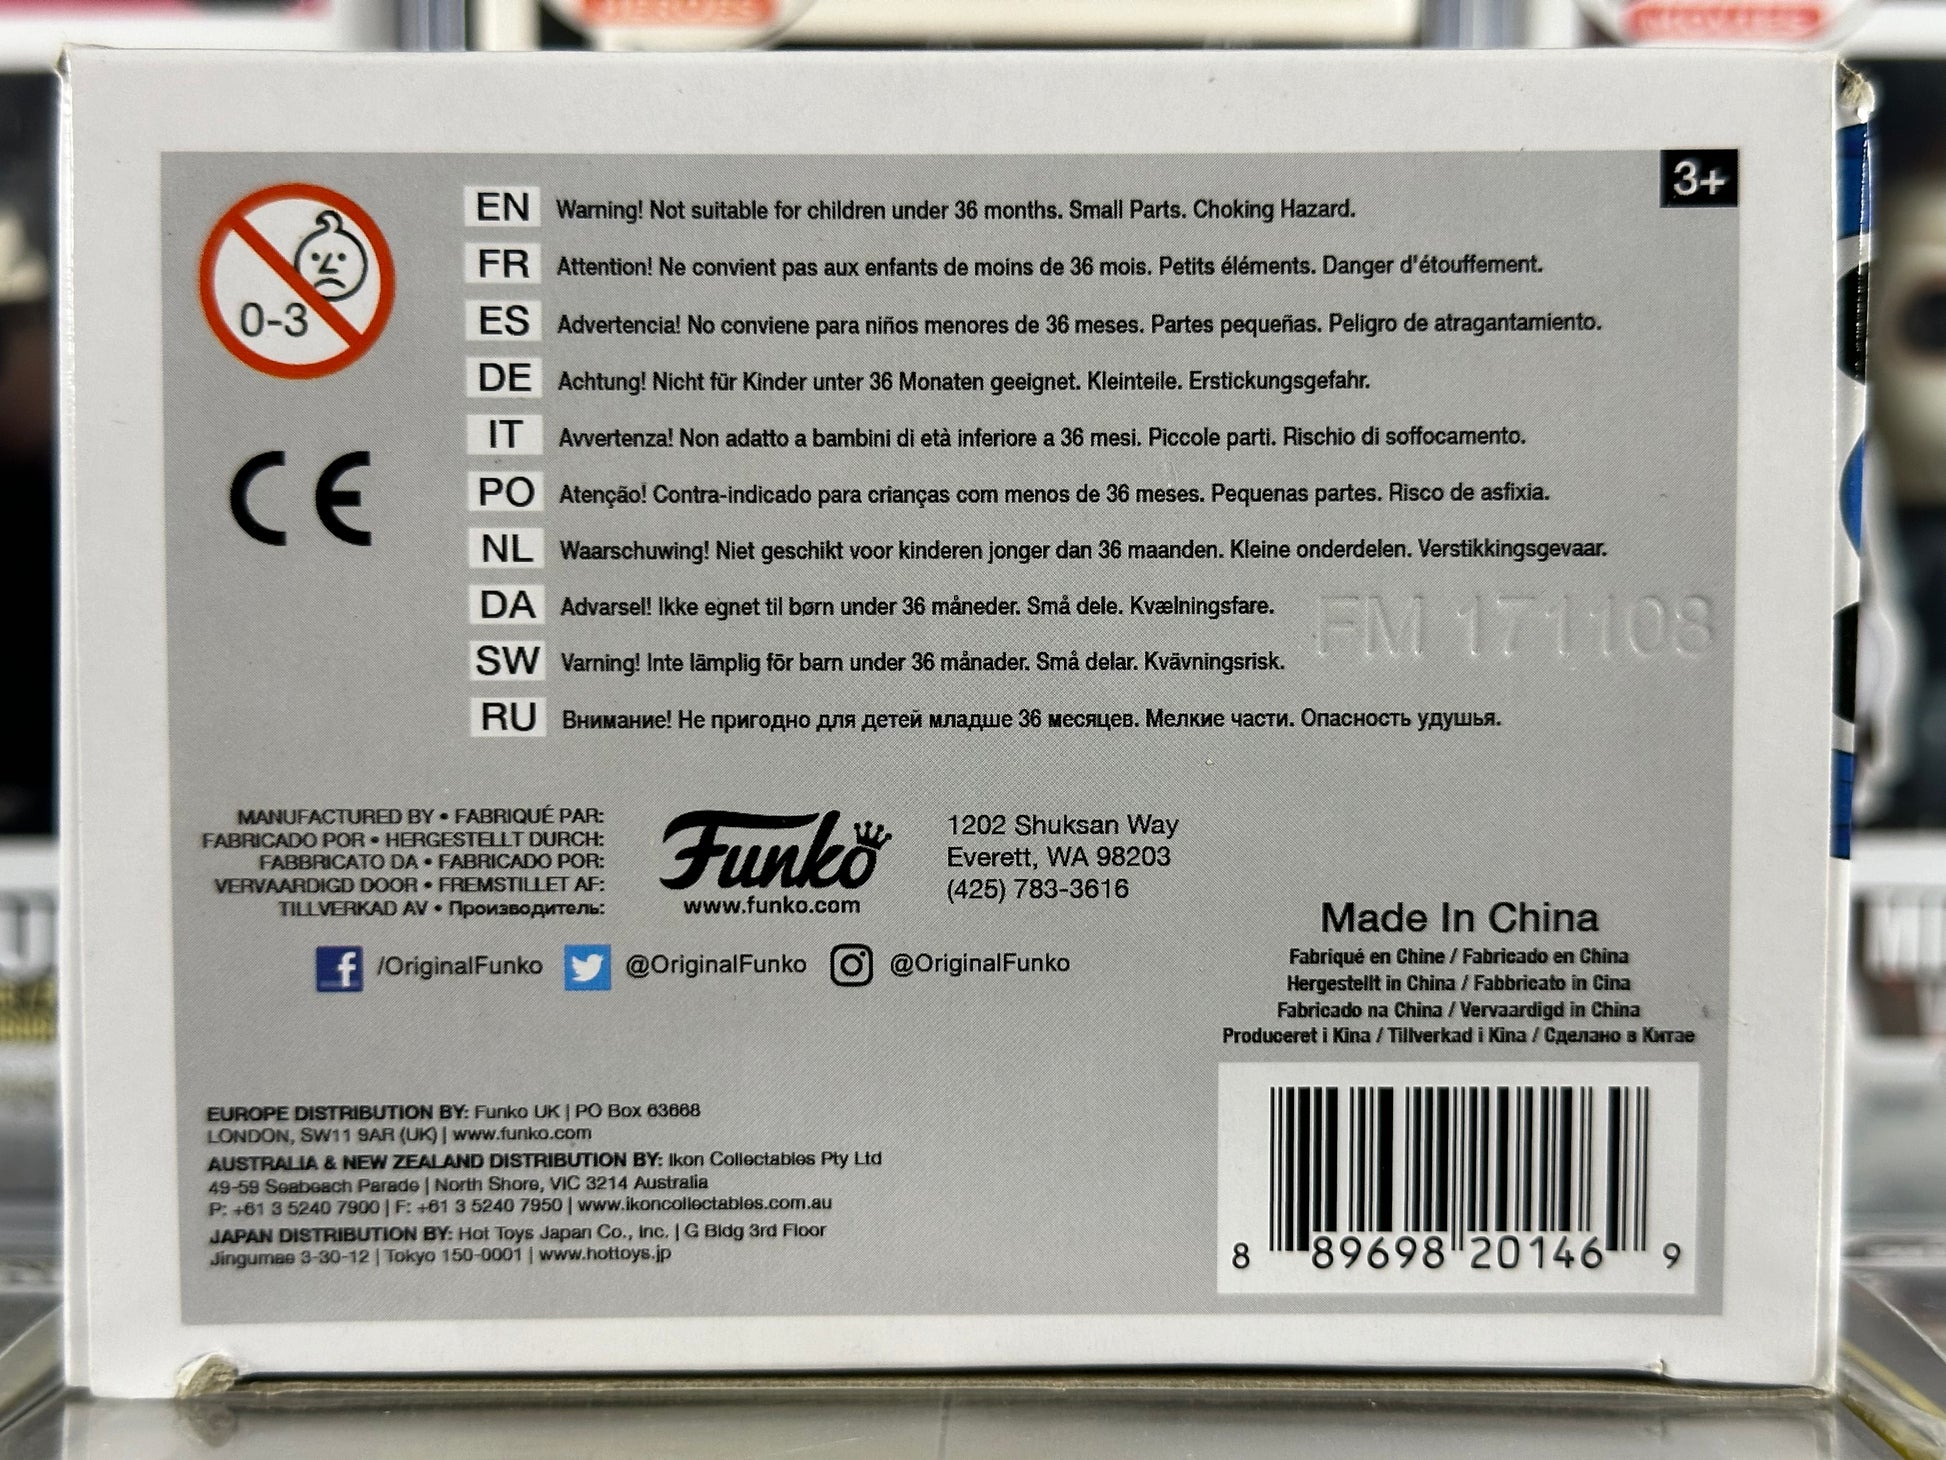 3+
0-3
EN Warning! Not suitable for children under 36 months. Small Parts. Choking Hazard.
FR Attention! Ne convient pas aux enfants de moins de 36 mois. Petits éléments. Danger d'étouffement.
ES Advertencia! No conviene para niños menores de 36 meses. Partes pequeñas. Peligro de atragantamiento.
DE Achtung! Nicht für Kinder unter 36 Monaten geeignet. Kleinteile. Erstickungsgefahr.
IT Avvertenza! Non adatto a bambini di età inferiore a 36 mesi. Piccole parti. Rischio di soffocamento.
CE
PO Atenção! Contra-indicado para crianças com menos de 36 meses. Pequenas partes. Risco de asfixia.
NL Waarschuwing! Niet geschikt voor kinderen jonger dan 36 maanden. Kleine onderdelen. Verstikkingsgevaar.
DA Advarsel! Ikke egnet til børn under 36 måneder. Små dele. Kvælningsfare.
FM 171108
SW Varning! Inte lämplig för barn under 36 månader. Små delar. Kvävningsrisk.
RU Внимание! Не пригодно для детей младше 36 месяцев. Мелкие части. Опасность удушья.
MANUFACTURED BY • FABRIQUÉ PAR:
FABRICADO POR • HERGESTELLT DURCH:
FABBRICATO DA • FABRICADO POR:
VERVAARDIGD DOOR • FREMSTILLET AF:
TILLVERKAD AV • Производитель:
Funko
www.funko.com
1202 Shuksan Way
Everett, WA 98203
(425) 783-3616
/OriginalFunko @OriginalFunko @OriginalFunko
Made In China
Fabriqué en Chine / Fabricado en China
Hergestellt in China / Fabbricato in Cina
Fabricado na China / Vervaardigd in China
Produceret i Kina / Tillverkad i Kina / Сделано в Китае
EUROPE DISTRIBUTION BY: Funko UK | PO Box 63668
LONDON, SW11 9AR (UK) | www.funko.com
AUSTRALIA & NEW ZEALAND DISTRIBUTION BY: Ikon Collectables Pty Ltd
49-59 Seabeach Parade | North Shore, VIC 3214 Australia
P: +61 3 5240 7900 | F: +61 3 5240 7950 | www.ikoncollectables.com.au
JAPAN DISTRIBUTION BY: Hot Toys Japan Co., Inc. | G Bldg 3rd Floor
Jingumae 3-30-12 | Tokyo 150-0001 | www.hottoys.jp
8 89698 20146 9